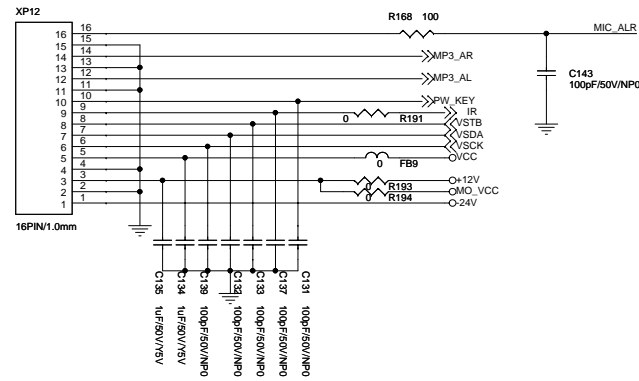 XP12
R168 100
MIC_ALR
16 16
15 15
14 14
MP3_AR
13 13
12 12
MP3_AL
11 11
10 10
PW_KEY
9 9
0 R191
IR
8 8
VSTB
7 7
VSDA
6 6
VSCK
5 5
0 FB9
VCC
4 4
3 3
+12V
0 R193
MO_VCC
2 2
0 R194
1 1
-24V
16PIN/1.0mm
C143
100pF/50V/NP0
C135 1uF/50V/Y5V
C134 1uF/50V/Y5V
C139 100pF/50V/NP0
C132 100pF/50V/NP0
C133 100pF/50V/NP0
C137 100pF/50V/NP0
C131 100pF/50V/NP0